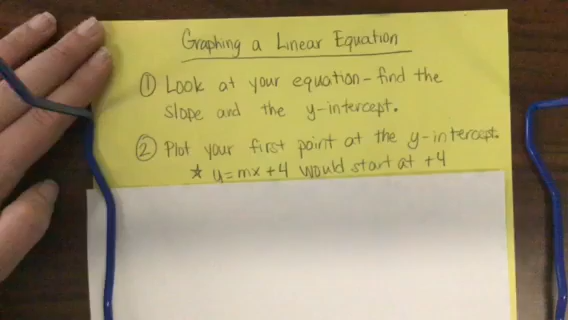 Graphing a Linear Equation
① Look at your equation - find the
slope and the y-intercept.
② Plot your first point at the y-intercept.
★ y=mx+4 would start at +4